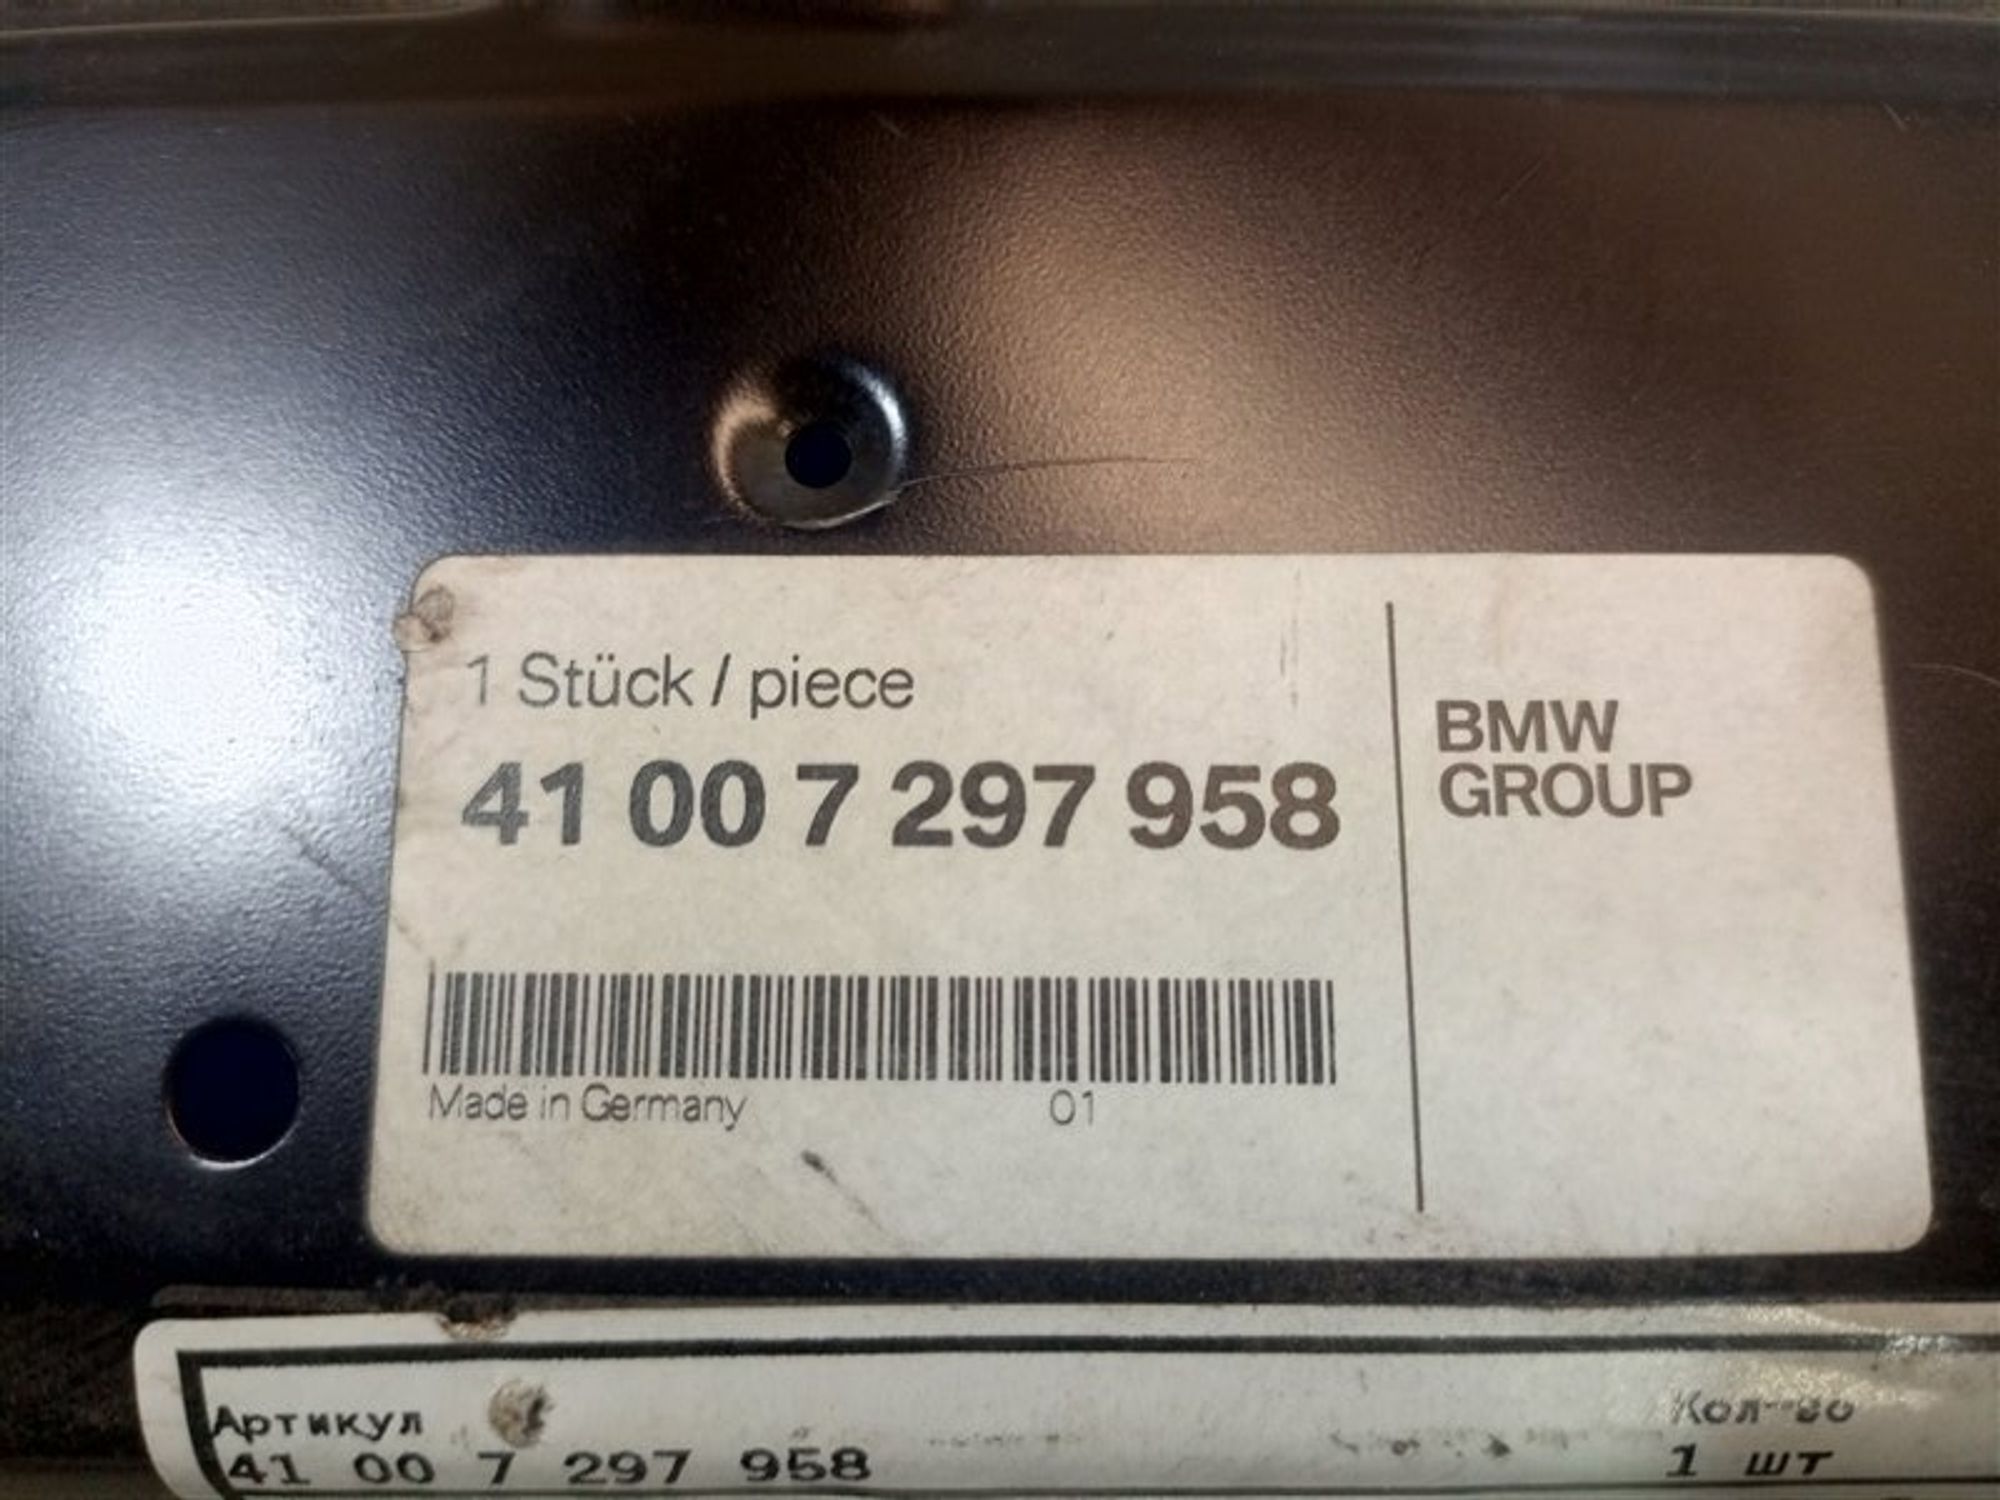 1 Stück / piece
41 00 7 297 958
BMW
GROUP
Made in Germany 01
Артикул Кол-во
41 00 7 297 958 1 шт